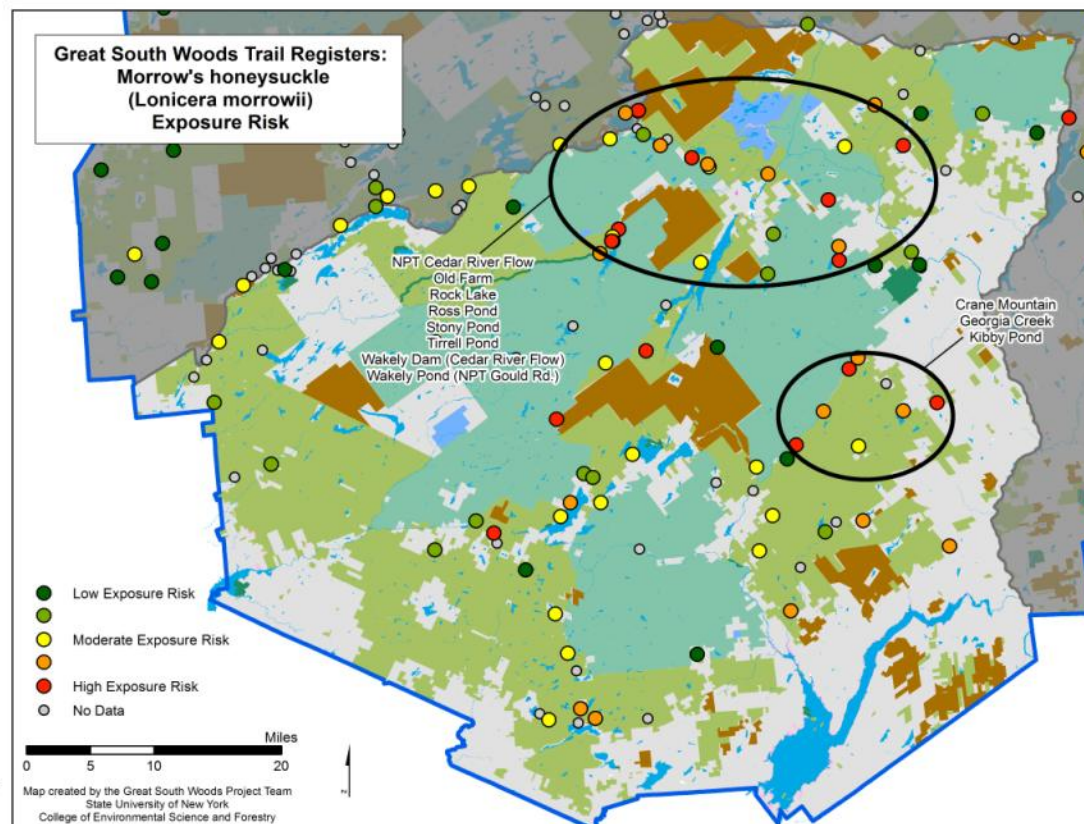 Great South Woods Trail Registers:
Morrow's honeysuckle
(Lonicera morrowii)
Exposure Risk
NPT Cedar River Flow
Old Farm
Rock Lake
Ross Pond
Stony Pond
Tirrell Pond
Wakely Dam (Cedar River Flow)
Wakely Pond (NPT Gould Rd.)
Crane Mountain
Georgia Creek
Kibby Pond
Low Exposure Risk
Moderate Exposure Risk
High Exposure Risk
No Data
Miles
0 5 10 20
z
Map created by the Great South Woods Project Team
State University of New York
College of Environmental Science and Forestry